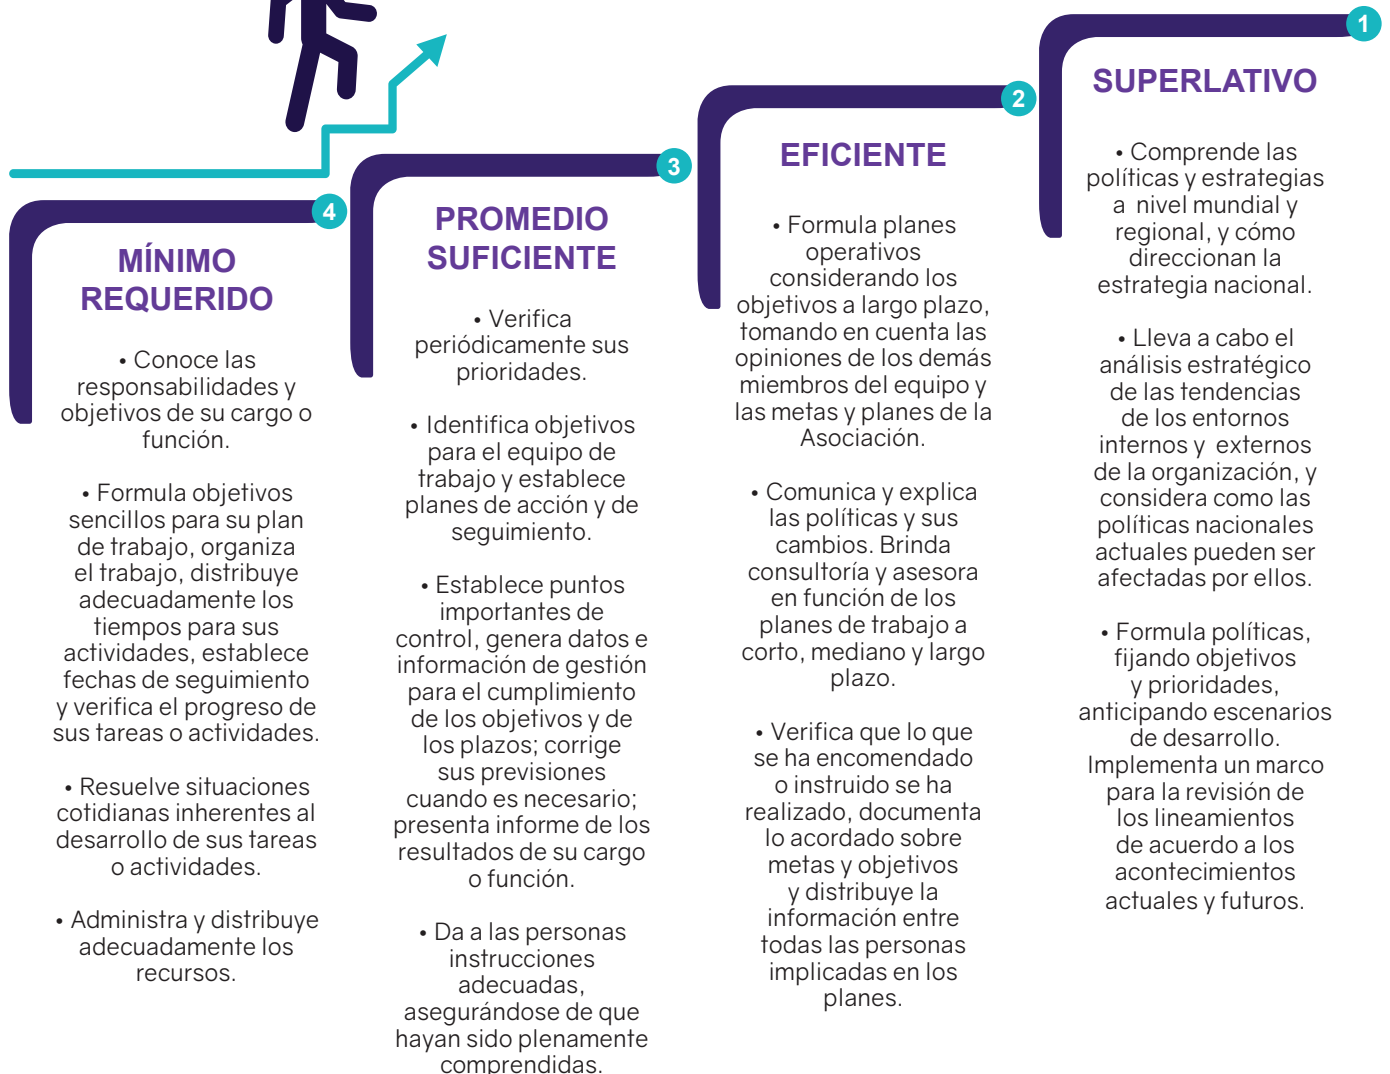 4
MÍNIMO
REQUERIDO
• Conoce las
responsabilidades y
objetivos de su cargo o
función.
• Formula objetivos
sencillos para su plan
de trabajo, organiza
el trabajo, distribuye
adecuadamente los
tiempos para sus
actividades, establece
fechas de seguimiento
y verifica el progreso de
sus tareas o actividades.
• Resuelve situaciones
cotidianas inherentes al
desarrollo de sus tareas
o actividades.
• Administra y distribuye
adecuadamente los
recursos.
3
PROMEDIO
SUFICIENTE
• Verifica
periódicamente sus
prioridades.
• Identifica objetivos
para el equipo de
trabajo y establece
planes de acción y de
seguimiento.
• Establece puntos
importantes de
control, genera datos e
información de gestión
para el cumplimiento
de los objetivos y de
los plazos; corrige
sus previsiones
cuando es necesario;
presenta informe de los
resultados de su cargo
o función.
• Da a las personas
instrucciones
adecuadas,
asegurándose de que
hayan sido plenamente
comprendidas.
2
EFICIENTE
• Formula planes
operativos
considerando los
objetivos a largo plazo,
tomando en cuenta las
opiniones de los demás
miembros del equipo y
las metas y planes de la
Asociación.
• Comunica y explica
las políticas y sus
cambios. Brinda
consultoría y asesora
en función de los
planes de trabajo a
corto, mediano y largo
plazo.
• Verifica que lo que
se ha encomendado
o instruido se ha
realizado, documenta
lo acordado sobre
metas y objetivos
y distribuye la
información entre
todas las personas
implicadas en los
planes.
1
SUPERLATIVO
• Comprende las
políticas y estrategias
a nivel mundial y
regional, y cómo
direccionan la
estrategia nacional.
• Lleva a cabo el
análisis estratégico
de las tendencias
de los entornos
internos y externos
de la organización, y
considera como las
políticas nacionales
actuales pueden ser
afectadas por ellos.
• Formula políticas,
fijando objetivos
y prioridades,
anticipando escenarios
de desarrollo.
Implementa un marco
para la revisión de
los lineamientos
de acuerdo a los
acontecimientos
actuales y futuros.